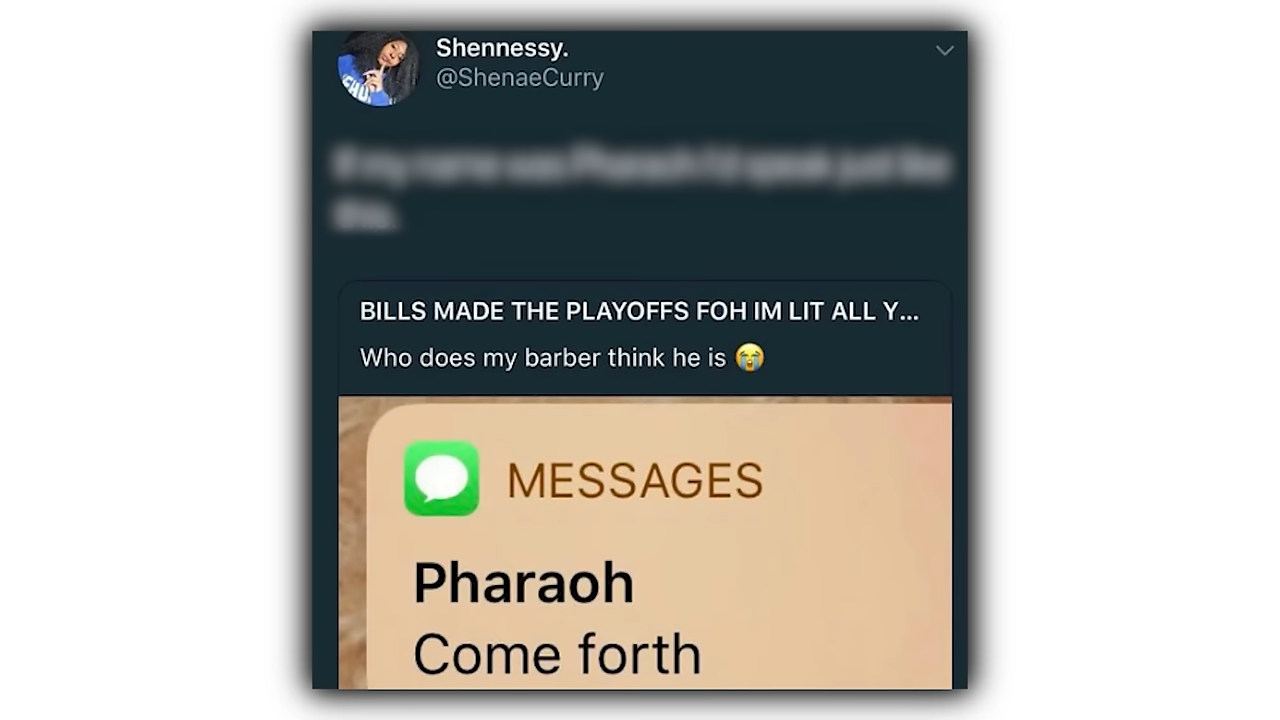 Shennessy.
@ShenaeCurry
BILLS MADE THE PLAYOFFS FOH IM LIT ALL Y...
Who does my barber think he is 😭
MESSAGES
Pharaoh
Come forth